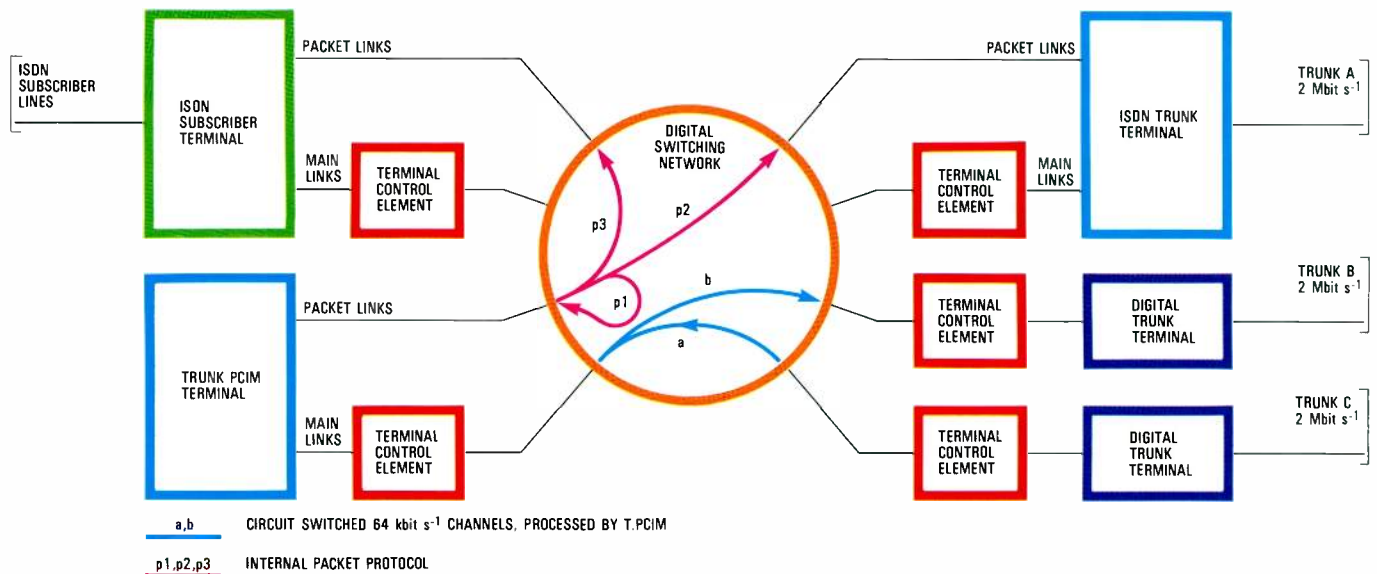 ISDN
SUBSCRIBER
LINES
ISDN
SUBSCRIBER
TERMINAL
PACKET LINKS
MAIN
LINKS
TERMINAL
CONTROL
ELEMENT
TRUNK PCIM
TERMINAL
PACKET LINKS
MAIN
LINKS
TERMINAL
CONTROL
ELEMENT
DIGITAL
SWITCHING
NETWORK
p3
p2
p1
b
a
PACKET LINKS
ISDN TRUNK
TERMINAL
TERMINAL
CONTROL
ELEMENT
MAIN
LINKS
TRUNK A
2 Mbit s⁻¹
TERMINAL
CONTROL
ELEMENT
DIGITAL
TRUNK
TERMINAL
TRUNK B
2 Mbit s⁻¹
TERMINAL
CONTROL
ELEMENT
DIGITAL
TRUNK
TERMINAL
TRUNK C
2 Mbit s⁻¹
a,b CIRCUIT SWITCHED 64 kbit s⁻¹ CHANNELS, PROCESSED BY T.PCIM
p1,p2,p3 INTERNAL PACKET PROTOCOL